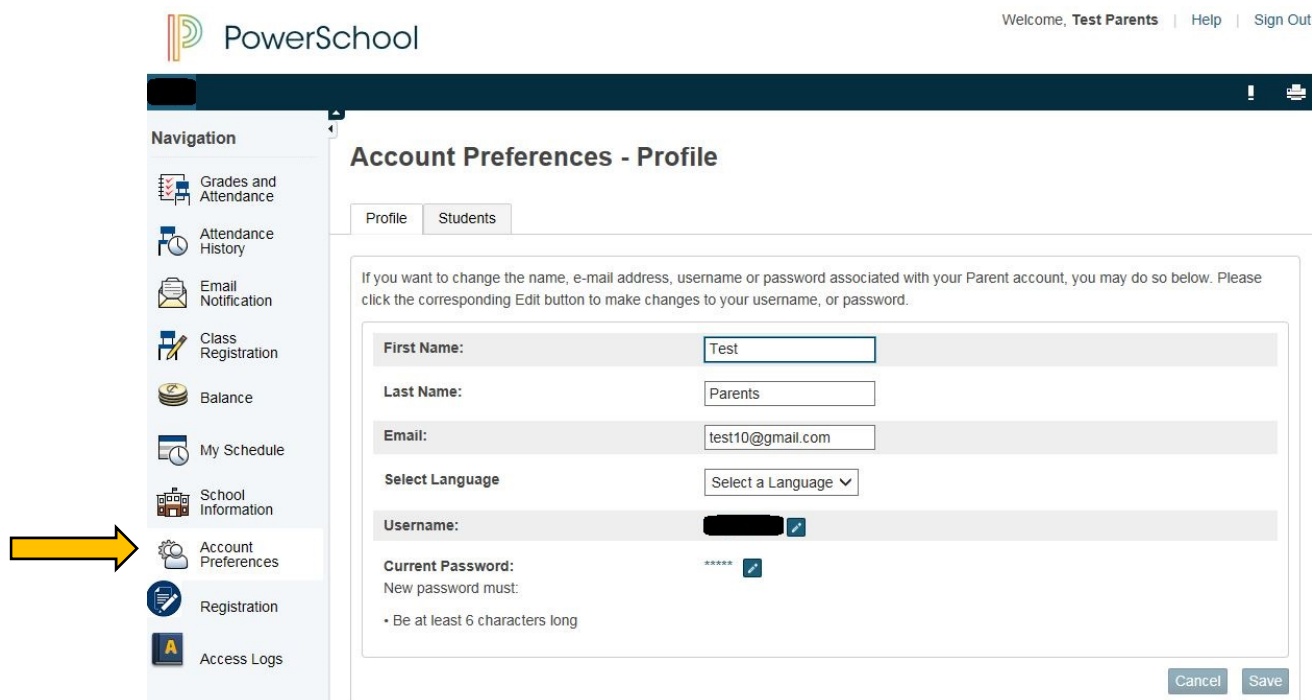 PowerSchool
Welcome, Test Parents | Help | Sign Out
Navigation
Grades and
Attendance
Attendance
History
Email
Notification
Class
Registration
Balance
My Schedule
School
Information
Account
Preferences
Registration
A
Access Logs
Account Preferences - Profile
Profile
Students
If you want to change the name, e-mail address, username or password associated with your Parent account, you may do so below. Please
click the corresponding Edit button to make changes to your username, or password.
First Name: Test
Last Name: Parents
Email: test10@gmail.com
Select Language Select a Language
Username:
Current Password: *****
New password must:
• Be at least 6 characters long
Cancel Save